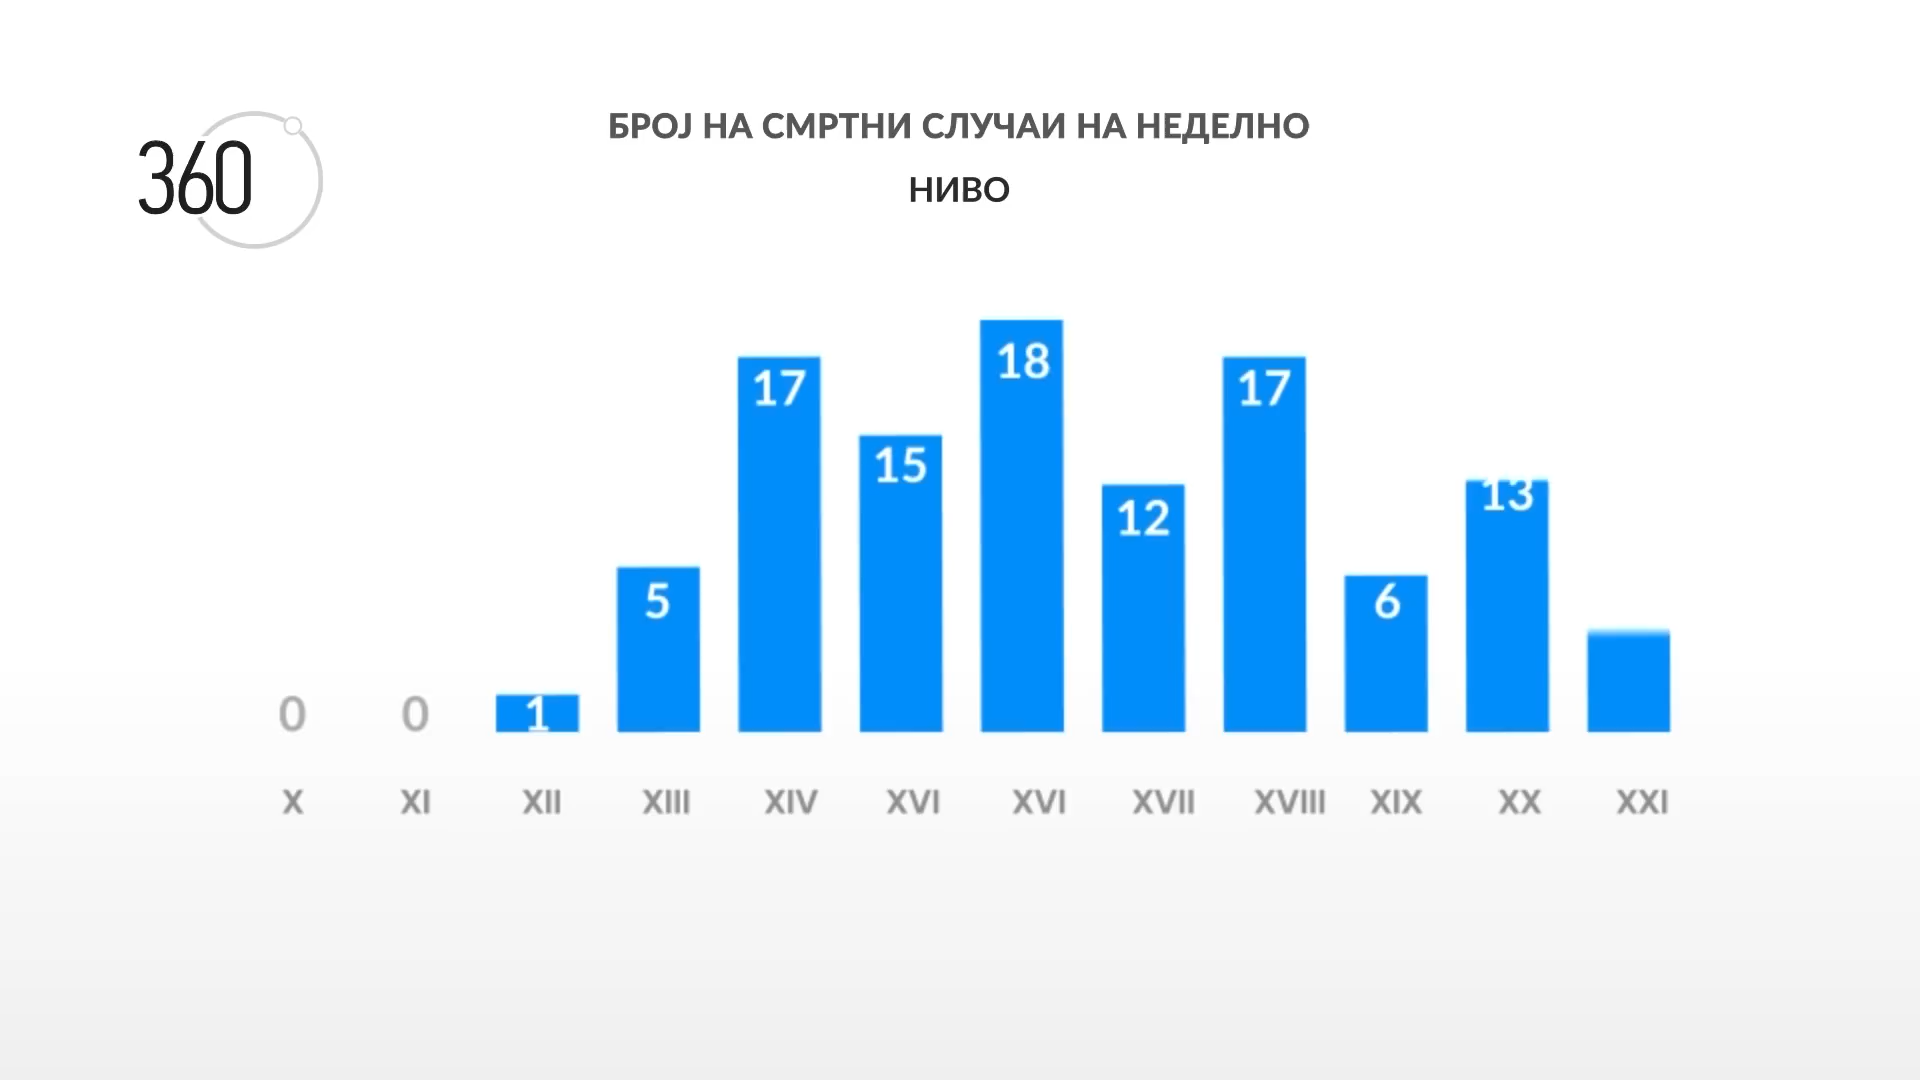 360
БРОЈ НА СМРТНИ СЛУЧАИ НА НЕДЕЛНО
НИВО
18
17 17
15
13
12
5 6
0 0 1
X XI XII XIII XIV XVI XVI XVII XVIII XIX XX XXI